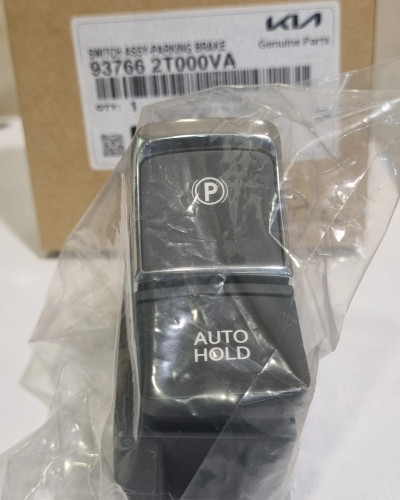 KIA
Genuine Parts
SWITCH ASSY-PARKING BRAKE
93766 2T000VA
QTY: 1
P
AUTO
HOLD